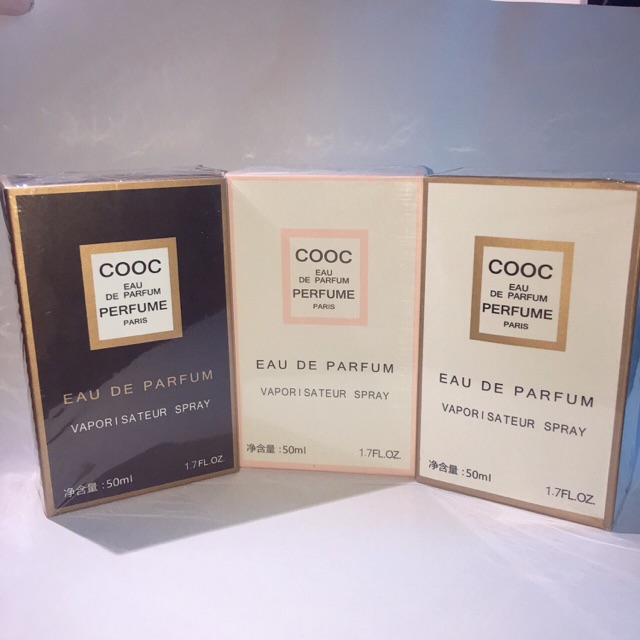 COOC
EAU
DE PARFUM
PERFUME
PARIS
EAU DE PARFUM
VAPORISATEUR SPRAY
净含量 : 50ml
1.7FL.OZ.
COOC
EAU
DE PARFUM
PERFUME
PARIS
EAU DE PARFUM
VAPORISATEUR SPRAY
净含量 : 50ml
1.7FL.OZ.
COOC
EAU
DE PARFUM
PERFUME
PARIS
EAU DE PARFUM
VAPORISATEUR SPRAY
净含量 : 50ml
1.7FL.OZ.